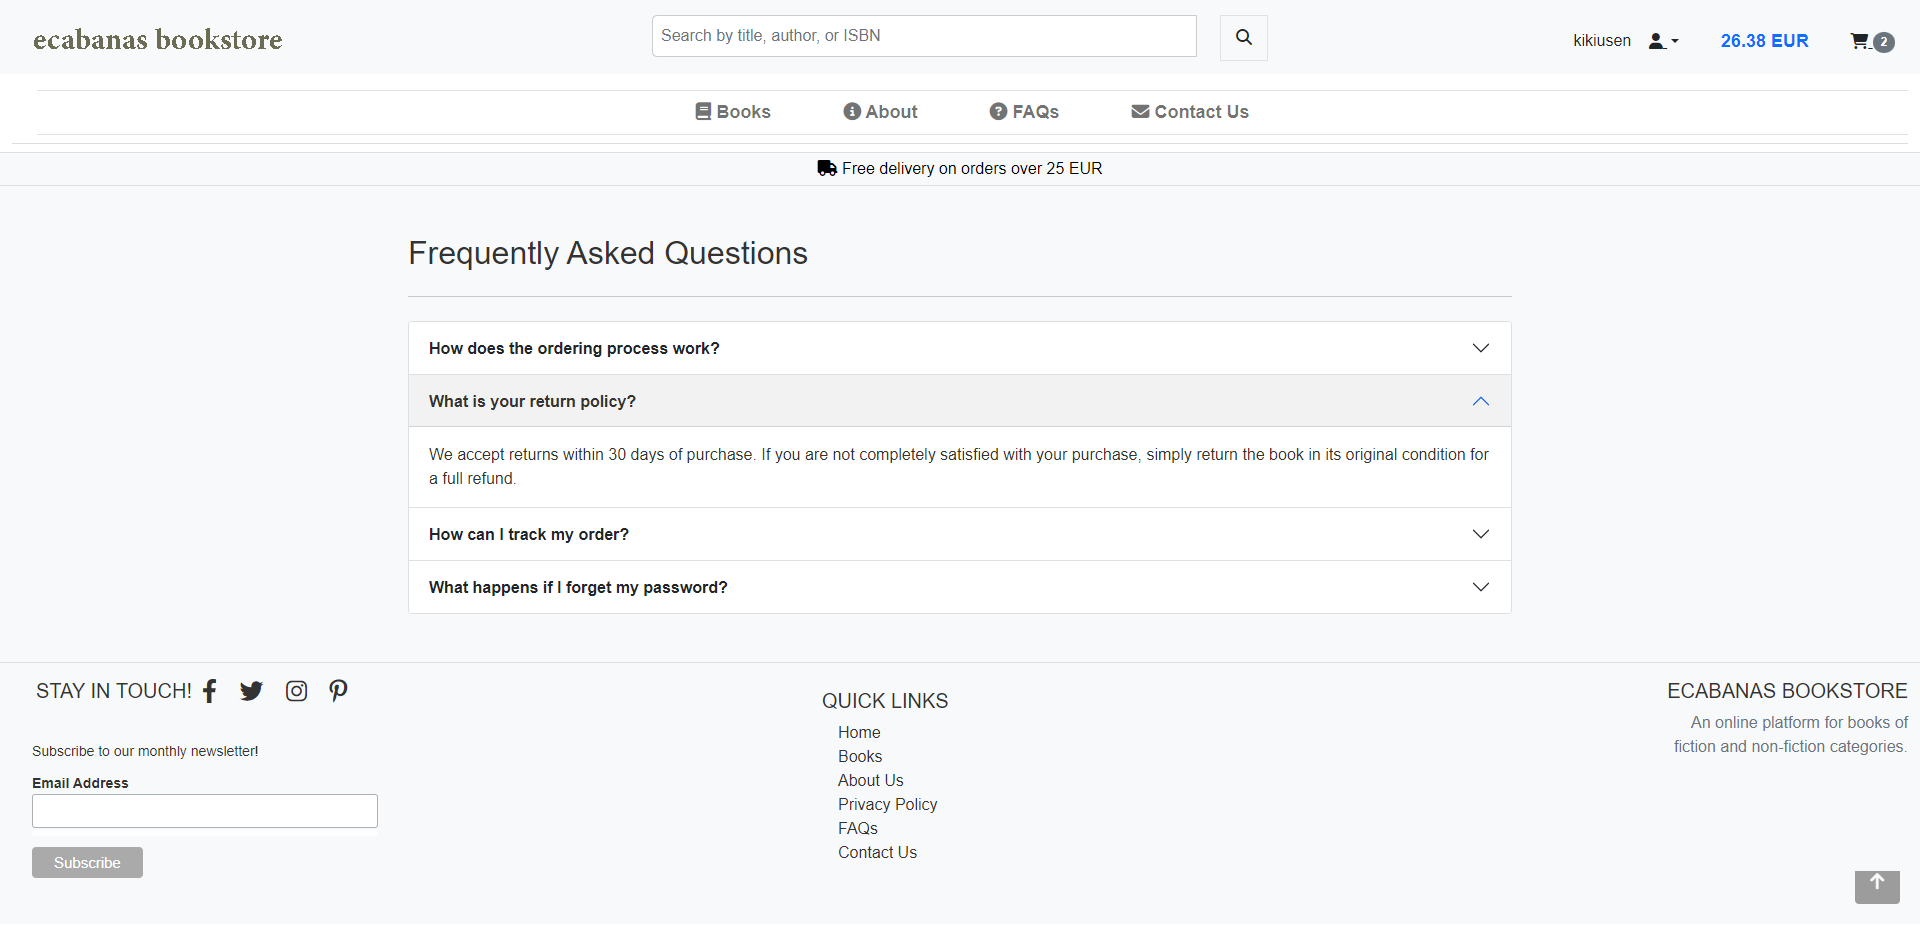 ecabanas bookstore
Search by title, author, or ISBN
kikiusen
26.38 EUR
2
Books
About
FAQs
Contact Us
Free delivery on orders over 25 EUR
Frequently Asked Questions
How does the ordering process work?
What is your return policy?
We accept returns within 30 days of purchase. If you are not completely satisfied with your purchase, simply return the book in its original condition for
a full refund.
How can I track my order?
What happens if I forget my password?
STAY IN TOUCH!
Subscribe to our monthly newsletter!
Email Address
Subscribe
QUICK LINKS
Home
Books
About Us
Privacy Policy
FAQs
Contact Us
ECABANAS BOOKSTORE
An online platform for books of
fiction and non-fiction categories.